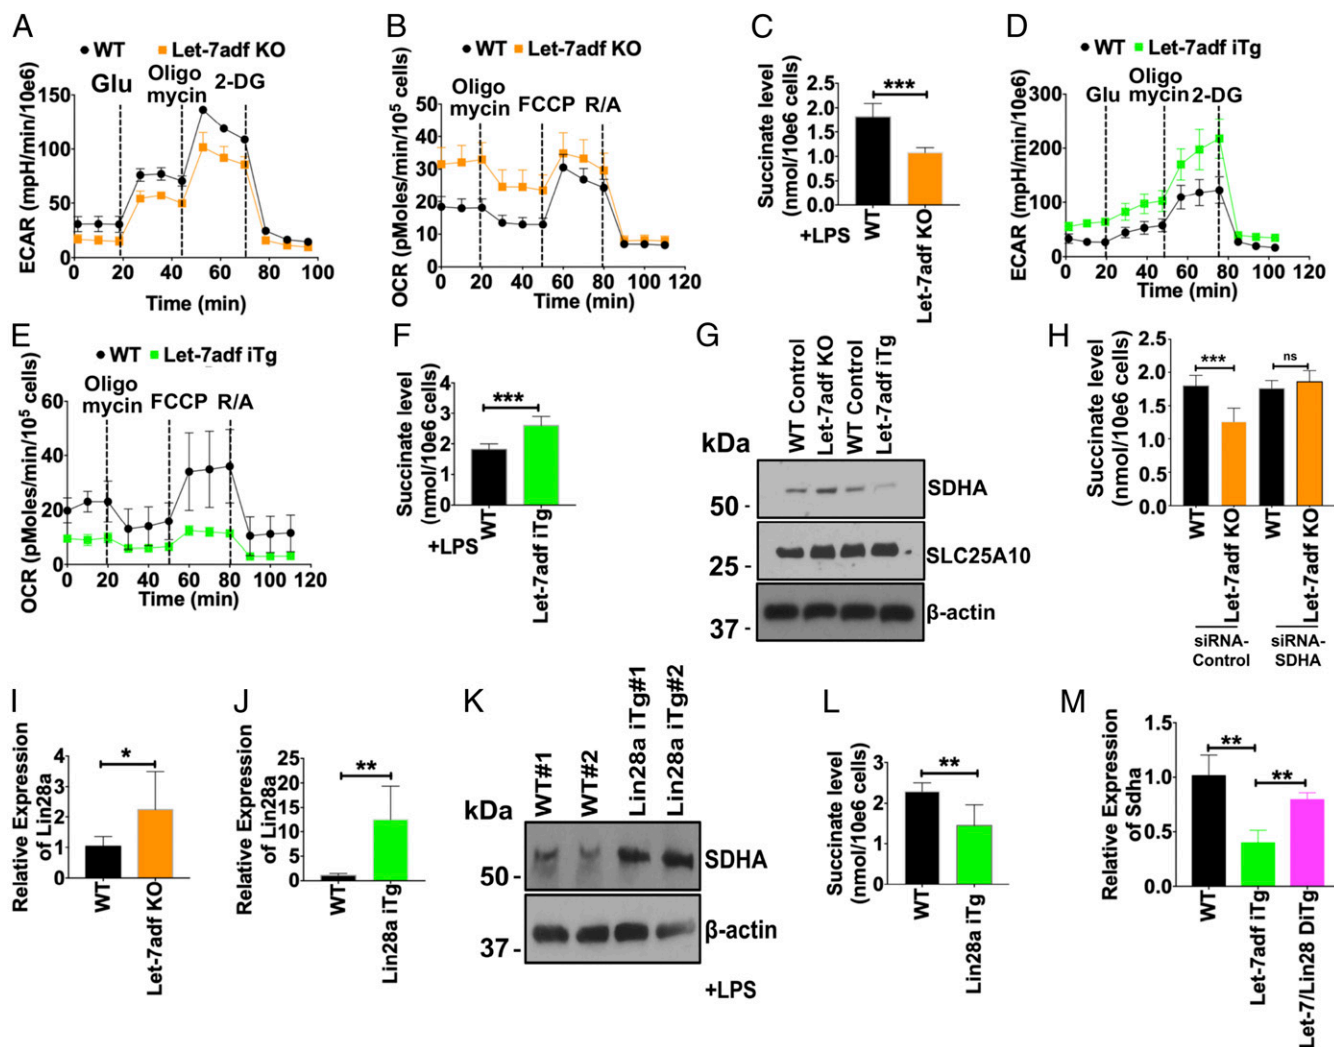 A
WT Let-7adf KO
Glu
Oligo
mycin
2-DG
ECAR (mpH/min/10e6)
150
100
50
0
0 20 40 60 80 100
Time (min)
B
WT Let-7adf KO
Oligo
mycin
FCCP
R/A
OCR (pMoles/min/10⁵ cells)
50
40
30
20
10
0
0 20 40 60 80 100 120
Time (min)
C
Succinate level
(nmol/10e6 cells)
2.5
2.0
1.5
1.0
0.5
0.0
***
+LPS
WT
Let-7adf KO
D
WT Let-7adf iTg
Glu
Oligo
mycin
2-DG
ECAR (mpH/min/10e6)
300
200
100
0
0 20 40 60 80 100 120
Time (min)
E
WT Let-7adf iTg
Oligo
mycin
FCCP
R/A
OCR (pMoles/min/10⁵ cells)
60
40
20
0
0 20 40 60 80 100 120
Time (min)
F
Succinate level
(nmol/10e6 cells)
4
3
2
1
0
***
+LPS
WT
Let-7adf iTg
G
WT Control
Let-7adf KO
WT Control
Let-7adf iTg
kDa
50 -
SDHA
25 -
SLC25A10
37 -
β-actin
H
Succinate level
(nmol/10e6 cells)
2.5
2.0
1.5
1.0
0.5
0.0
***
ns
WT
Let-7adf KO
WT
Let-7adf KO
siRNA-
Control
siRNA-
SDHA
I
Relative Expression
of Lin28a
4
3
2
1
0
*
WT
Let-7adf KO
J
Relative Expression
of Lin28a
25
20
15
10
5
0
**
WT
Lin28a iTg
K
WT#1
WT#2
Lin28a iTg#1
Lin28a iTg#2
kDa
50 -
SDHA
37 -
β-actin
+LPS
L
Succinate level
(nmol/10e6 cells)
3
2
1
0
**
WT
Lin28a iTg
M
Relative Expression
of Sdha
1.5
1.0
0.5
0.0
**
**
WT
Let-7adf iTg
Let-7/Lin28 DiTg